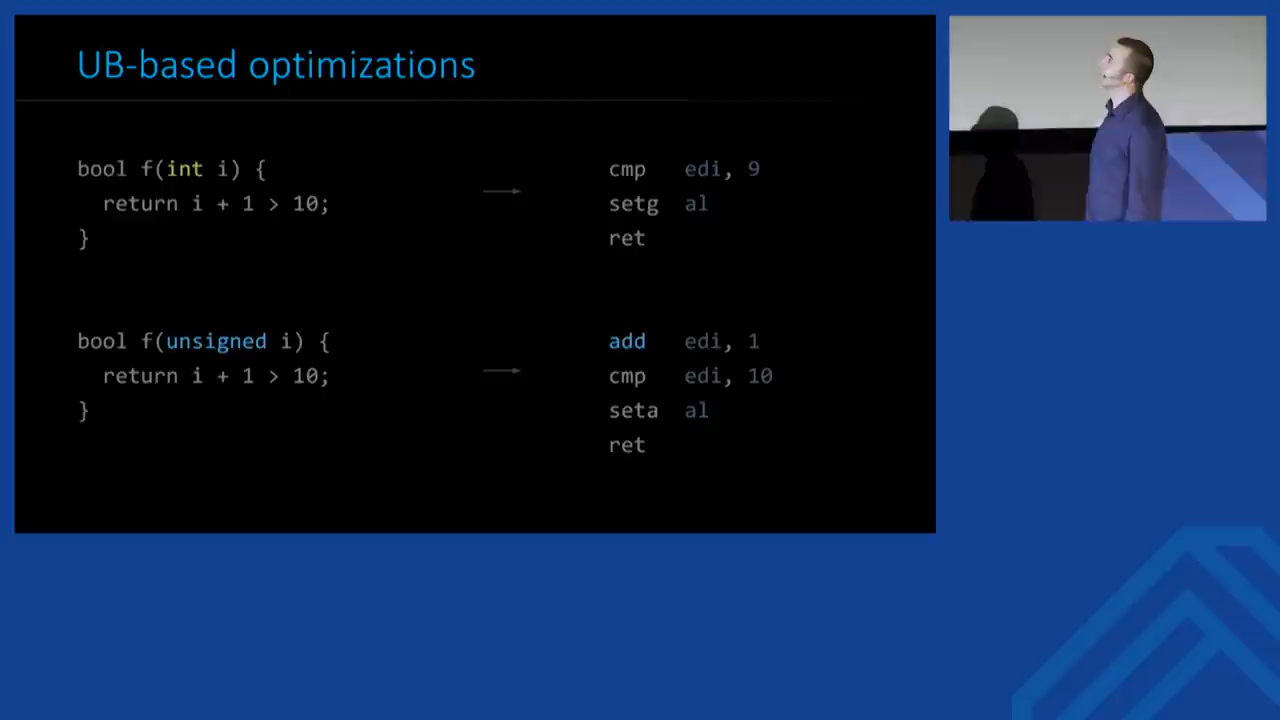 UB-based optimizations
bool f(int i) {
return i + 1 > 10;
}
cmp edi, 9
setg al
ret
bool f(unsigned i) {
return i + 1 > 10;
}
add edi, 1
cmp edi, 10
seta al
ret